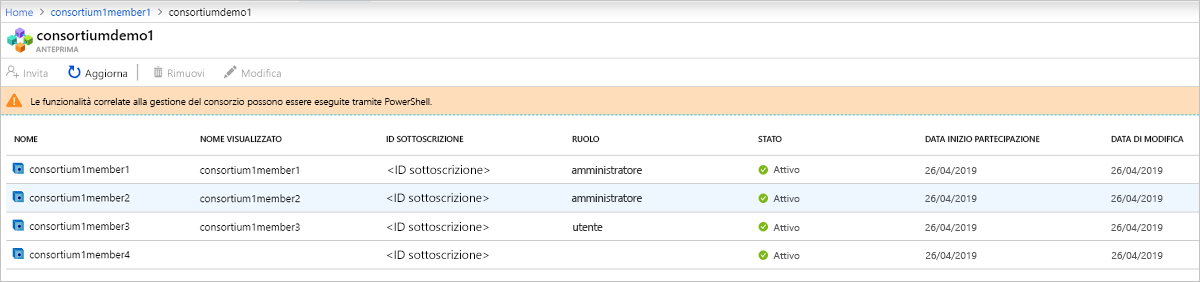 Home > consortium1member1 > consortiumdemo1
consortiumdemo1
ANTEPRIMA
Invita Aggiorna Rimuovi Modifica
Le funzionalità correlate alla gestione del consorzio possono essere eseguite tramite PowerShell.
NOME NOME VISUALIZZATO ID SOTTOSCRIZIONE RUOLO STATO DATA INIZIO PARTECIPAZIONE DATA DI MODIFICA
consortium1member1 consortium1member1 <ID sottoscrizione> amministratore Attivo 26/04/2019 26/04/2019
consortium1member2 consortium1member2 <ID sottoscrizione> amministratore Attivo 26/04/2019 26/04/2019
consortium1member3 consortium1member3 <ID sottoscrizione> utente Attivo 26/04/2019 26/04/2019
consortium1member4 <ID sottoscrizione> Attivo 26/04/2019 26/04/2019